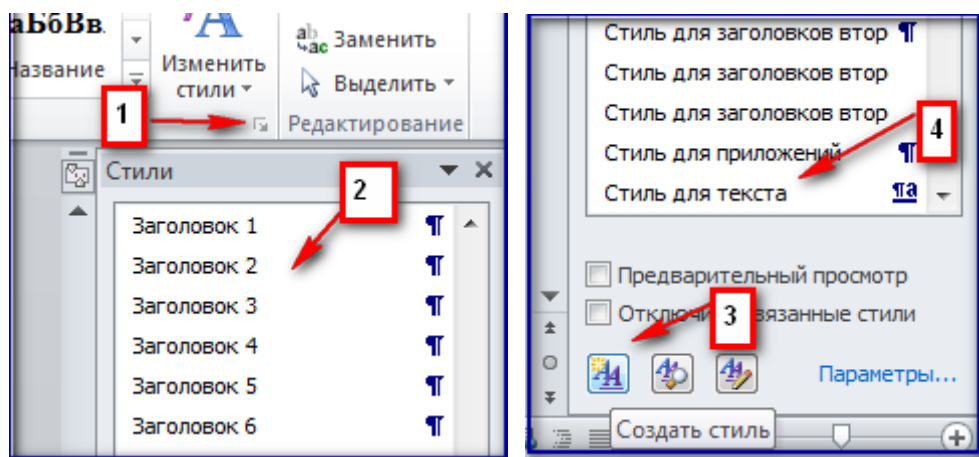 аБбВв.
Название
Изменить
стили
Заменить
Выделить
Редактирование
1
Стили
2
Заголовок 1
Заголовок 2
Заголовок 3
Заголовок 4
Заголовок 5
Заголовок 6
Стиль для заголовков втор
Стиль для заголовков втор
Стиль для заголовков втор
4
Стиль для приложений
Стиль для текста
Предварительный просмотр
3
связанные стили
Параметры...
Создать стиль